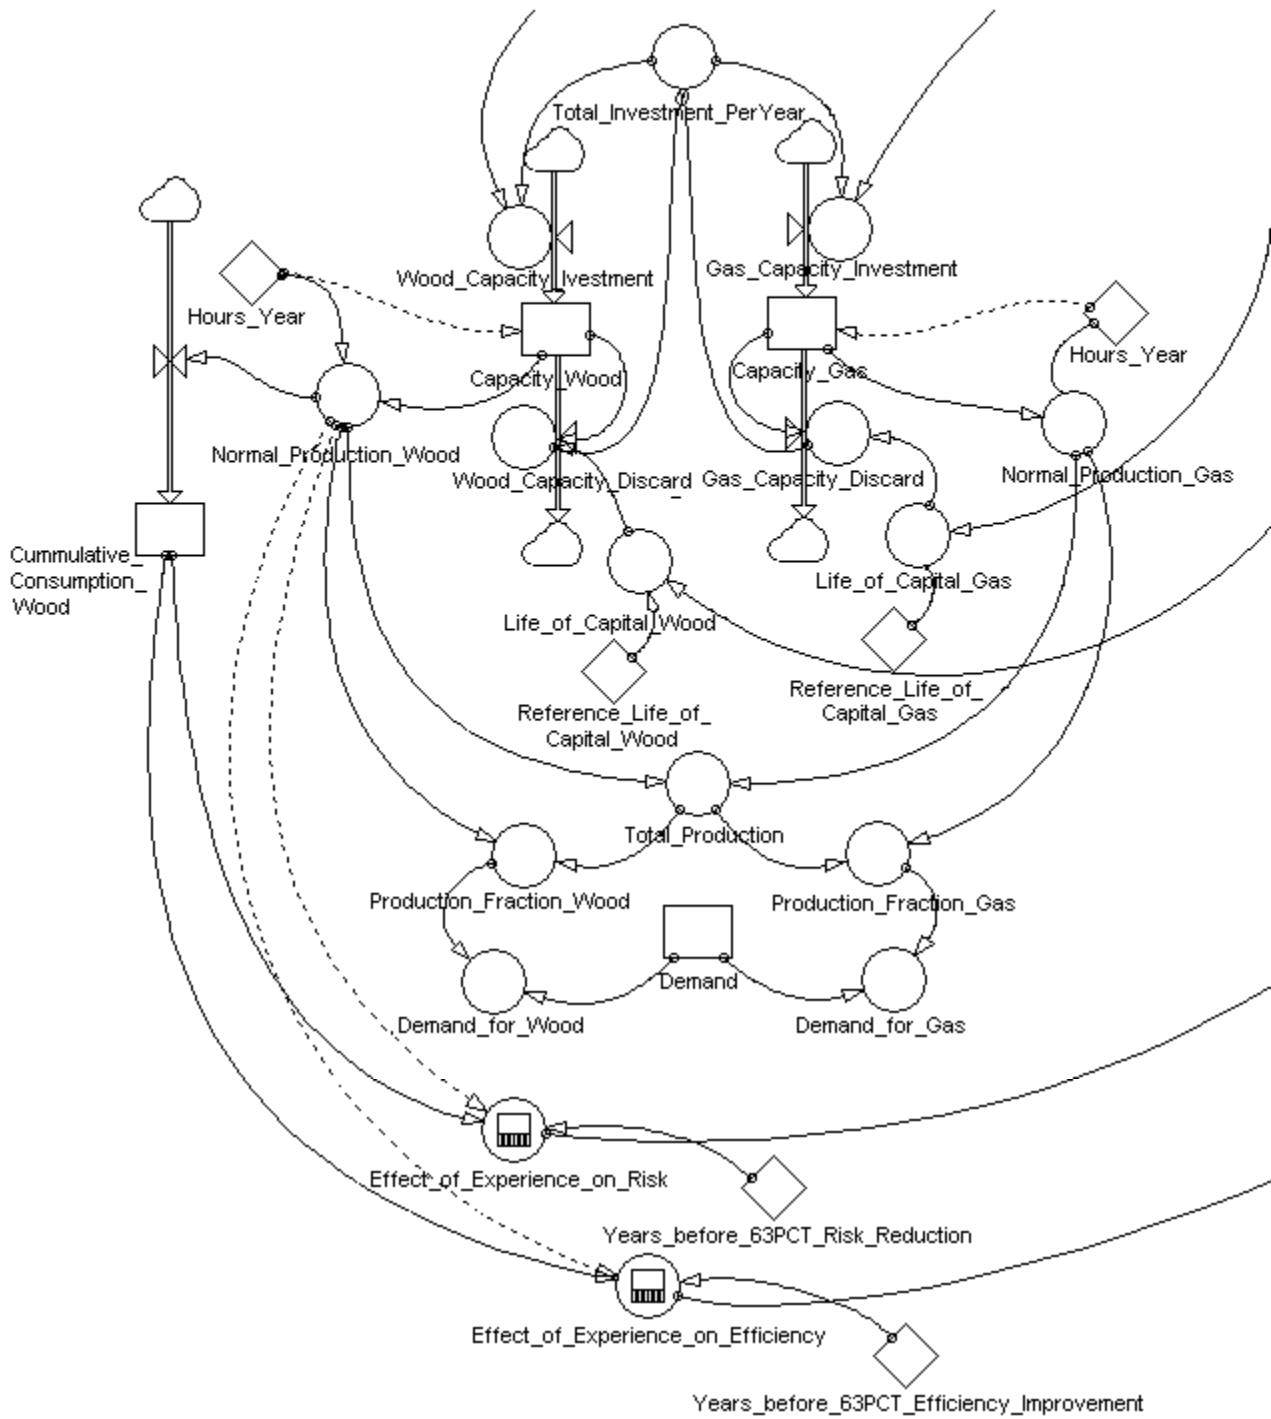 Total_Investment_PerYear
Wood_Capacity_Ivestment
Gas_Capacity_Investment
Hours_Year
Hours_Year
Capacity_Wood
Capacity_Gas
Normal_Production_Wood
Wood_Capacity_Discard_
Gas_Capacity_Discard
Normal_Production_Gas
Cummulative_
Consumption_
Wood
Life_of_Capital_Wood
Life_of_Capital_Gas
Reference_Life_of_
Capital_Wood
Reference_Life_of_
Capital_Gas
Total_Production
Production_Fraction_Wood
Production_Fraction_Gas
Demand
Demand_for_Wood
Demand_for_Gas
Effect_of_Experience_on_Risk
Years_before_63PCT_Risk_Reduction
Effect_of_Experience_on_Efficiency
Years_before_63PCT_Efficiency_Improvement